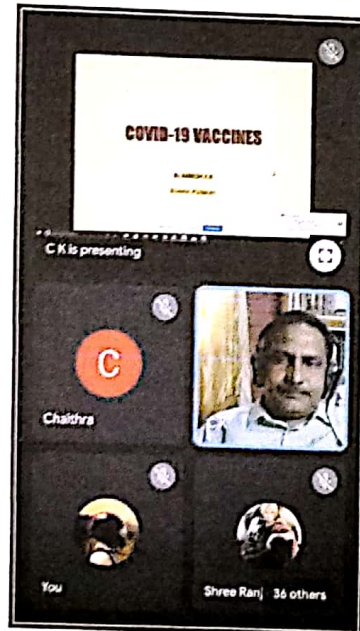 COVID-19 VACCINES
C K is presenting
C
Chaithra
You
Shree Ranj 36 others